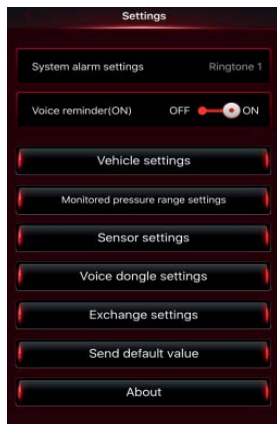 Settings
System alarm settings Ringtone 1
Voice reminder(ON) OFF ON
Vehicle settings
Monitored pressure range settings
Sensor settings
Voice dongle settings
Exchange settings
Send default value
About